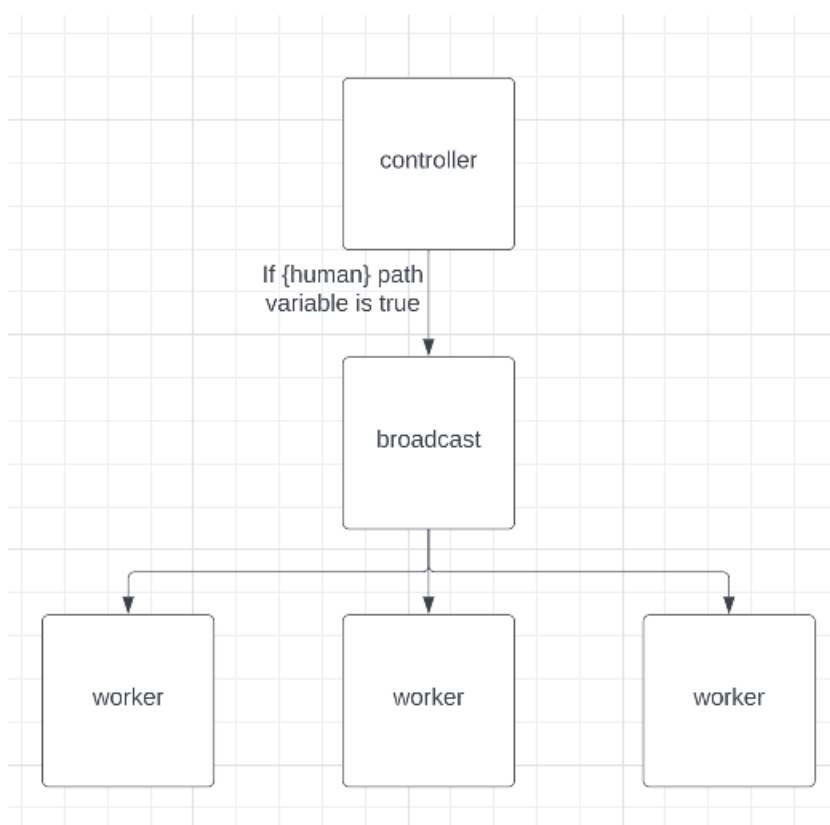 controller
If {human} path
variable is true
broadcast
worker
worker
worker